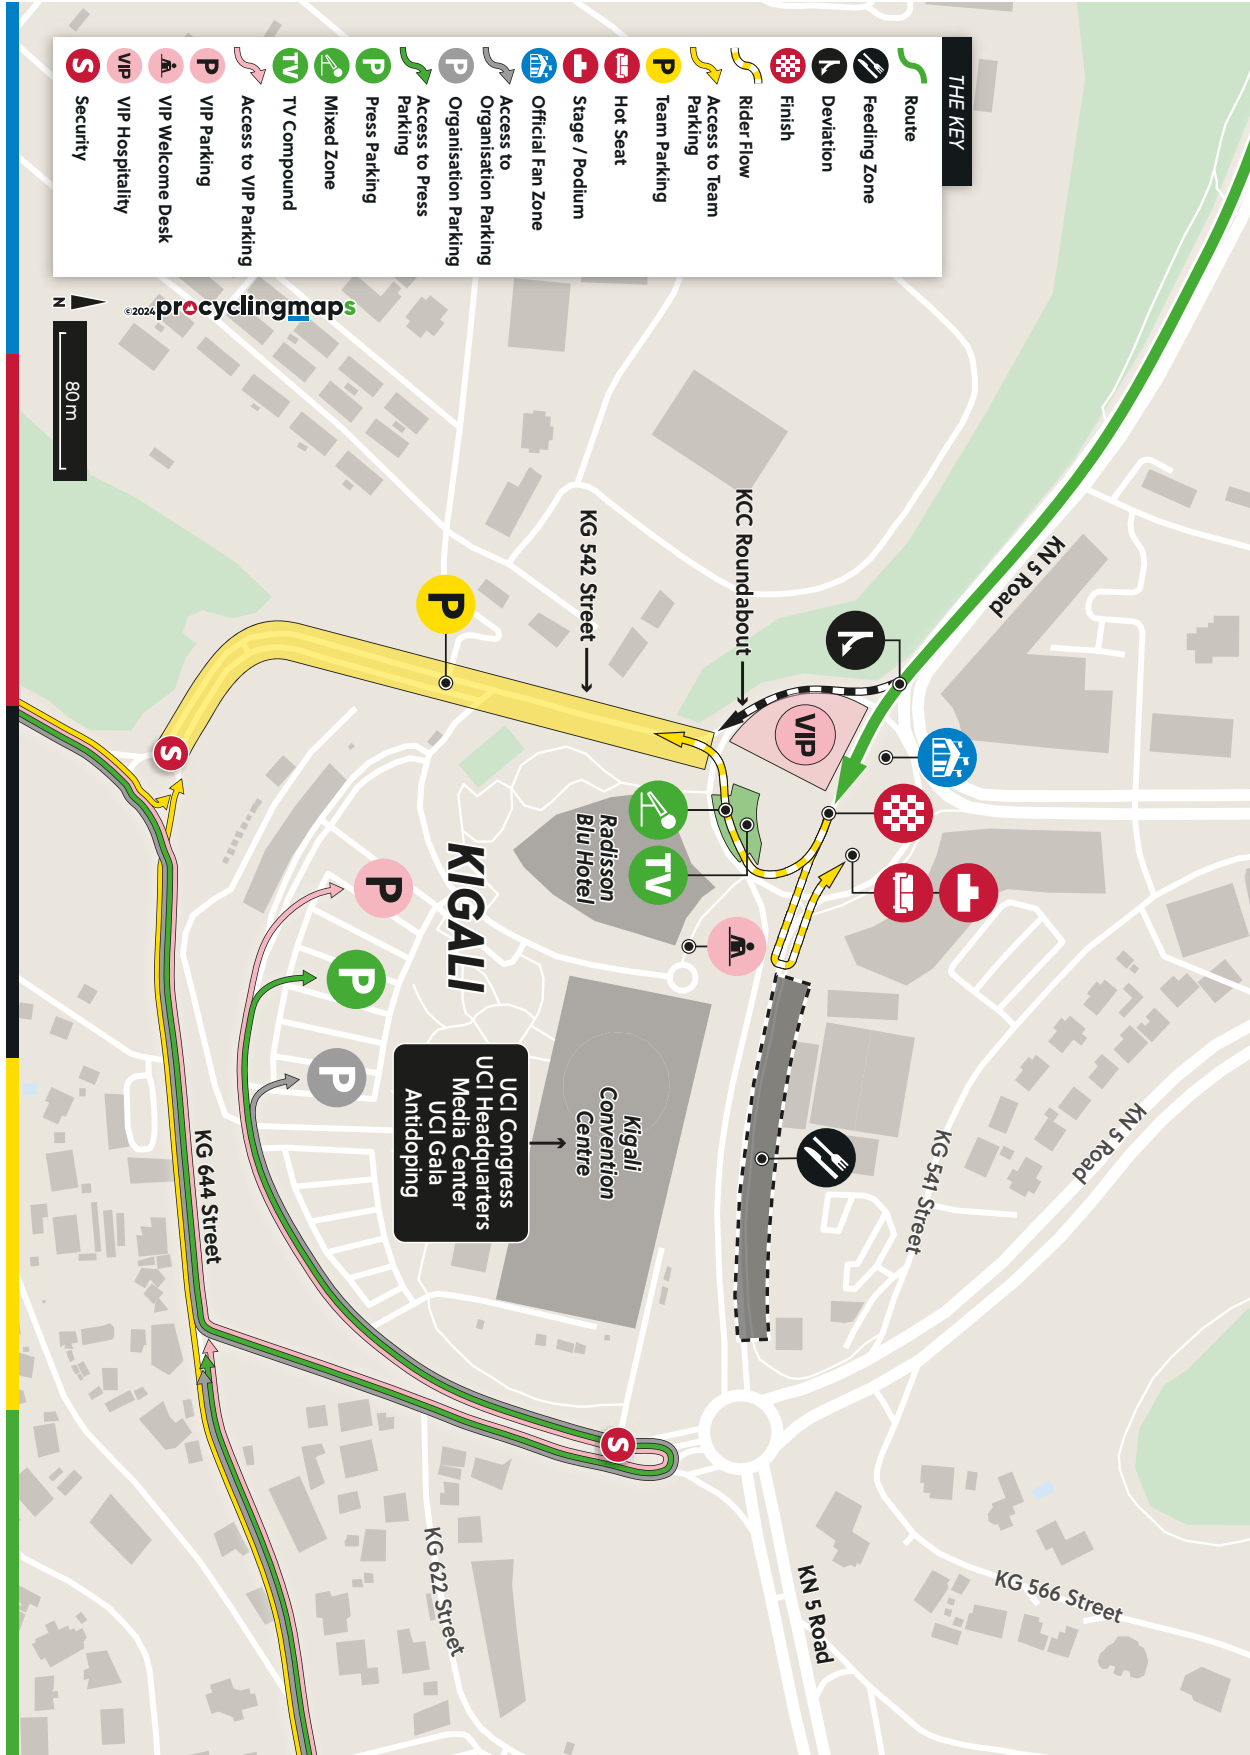 THE KEY
Route
Feeding Zone
Deviation
Finish
Rider Flow
Access to Team
Parking
P
Team Parking
Hot Seat
Stage / Podium
Official Fan Zone
Access to
Organisation Parking
P
Organisation Parking
Access to Press
Parking
P
Press Parking
Mixed Zone
TV
TV Compound
Access to VIP Parking
P
VIP Parking
VIP Welcome Desk
VIP
VIP Hospitality
S
Security
N
©2024 procyclingmaps
80 m
KN 5 Road
KCC Roundabout
KG 542 Street
P
VIP
S
TV
Radisson
Blu Hotel
KIGALI
P
P
P
Kigali
Convention
Centre
UCI Congress
UCI Headquarters
Media Center
UCI Gala
Antidoping
KN 5 Road
KG 541 Street
KG 644 Street
S
KG 622 Street
KN 5 Road
KG 566 Street